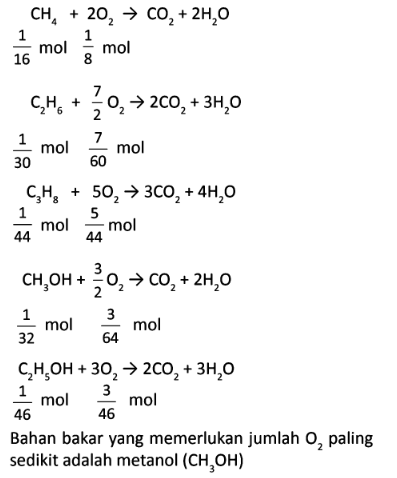 CH₄ + 2O₂ → CO₂ + 2H₂O
1/16 mol 1/8 mol
C₂H₆ + 7/2 O₂ → 2CO₂ + 3H₂O
1/30 mol 7/60 mol
C₃H₈ + 5O₂ → 3CO₂ + 4H₂O
1/44 mol 5/44 mol
CH₃OH + 3/2 O₂ → CO₂ + 2H₂O
1/32 mol 3/64 mol
C₂H₅OH + 3O₂ → 2CO₂ + 3H₂O
1/46 mol 3/46 mol
Bahan bakar yang memerlukan jumlah O₂ paling
sedikit adalah metanol (CH₃OH)